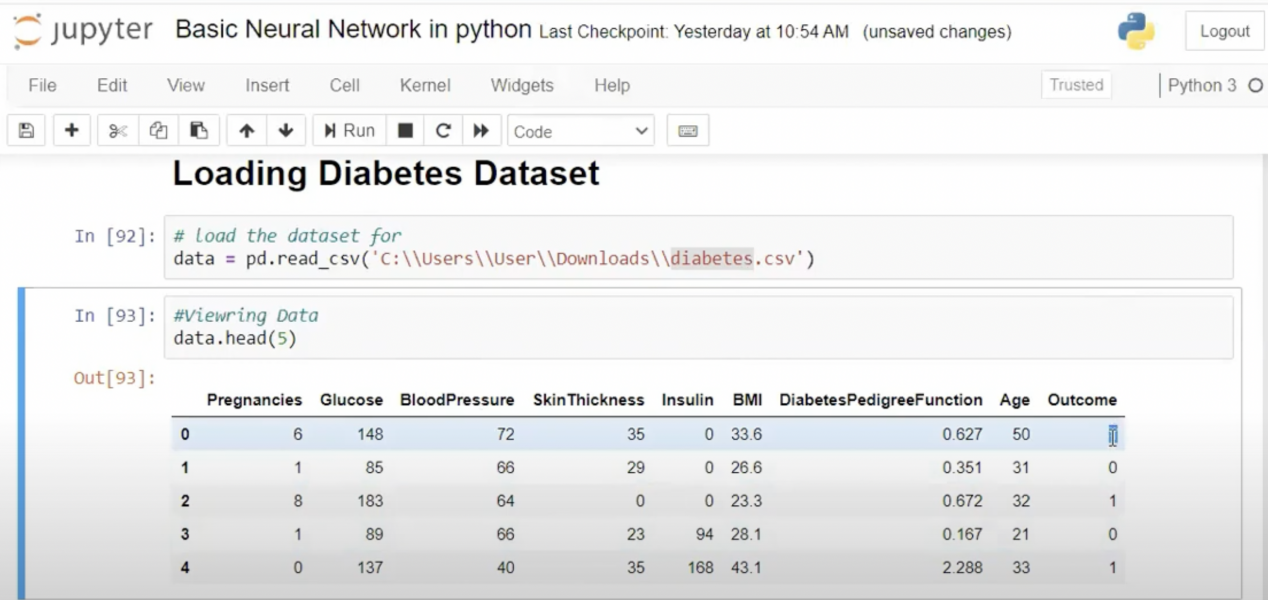 jupyter Basic Neural Network in python Last Checkpoint: Yesterday at 10:54 AM (unsaved changes) Logout
File Edit View Insert Cell Kernel Widgets Help Trusted Python 3
Run Code
Loading Diabetes Dataset
In [92]: # load the dataset for
data = pd.read_csv('C:\\Users\\User\\Downloads\\diabetes.csv')
In [93]: #Viewring Data
data.head(5)
Out[93]:
Pregnancies Glucose BloodPressure SkinThickness Insulin BMI DiabetesPedigreeFunction Age Outcome
0 6 148 72 35 0 33.6 0.627 50
1 1 85 66 29 0 26.6 0.351 31 0
2 8 183 64 0 0 23.3 0.672 32 1
3 1 89 66 23 94 28.1 0.167 21 0
4 0 137 40 35 168 43.1 2.288 33 1